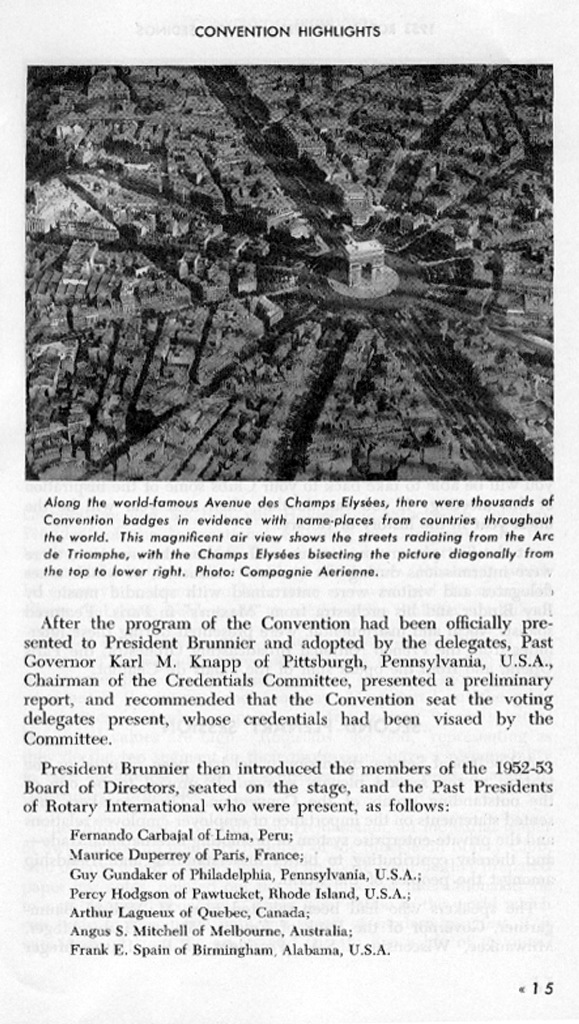 CONVENTION HIGHLIGHTS
Along the world-famous Avenue des Champs Elysées, there were thousands of
Convention badges in evidence with name-places from countries throughout
the world. This magnificent air view shows the streets radiating from the Arc
de Triomphe, with the Champs Elysées bisecting the picture diagonally from
the top to lower right. Photo: Compagnie Aerienne.
After the program of the Convention had been officially pre-
sented to President Brunnier and adopted by the delegates, Past
Governor Karl M. Knapp of Pittsburgh, Pennsylvania, U.S.A.,
Chairman of the Credentials Committee, presented a preliminary
report, and recommended that the Convention seat the voting
delegates present, whose credentials had been visaed by the
Committee.
President Brunnier then introduced the members of the 1952-53
Board of Directors, seated on the stage, and the Past Presidents
of Rotary International who were present, as follows:
Fernando Carbajal of Lima, Peru;
Maurice Duperrey of Paris, France;
Guy Gundaker of Philadelphia, Pennsylvania, U.S.A.;
Percy Hodgson of Pawtucket, Rhode Island, U.S.A.;
Arthur Lagueux of Quebec, Canada;
Angus S. Mitchell of Melbourne, Australia;
Frank E. Spain of Birmingham, Alabama, U.S.A.
« 15